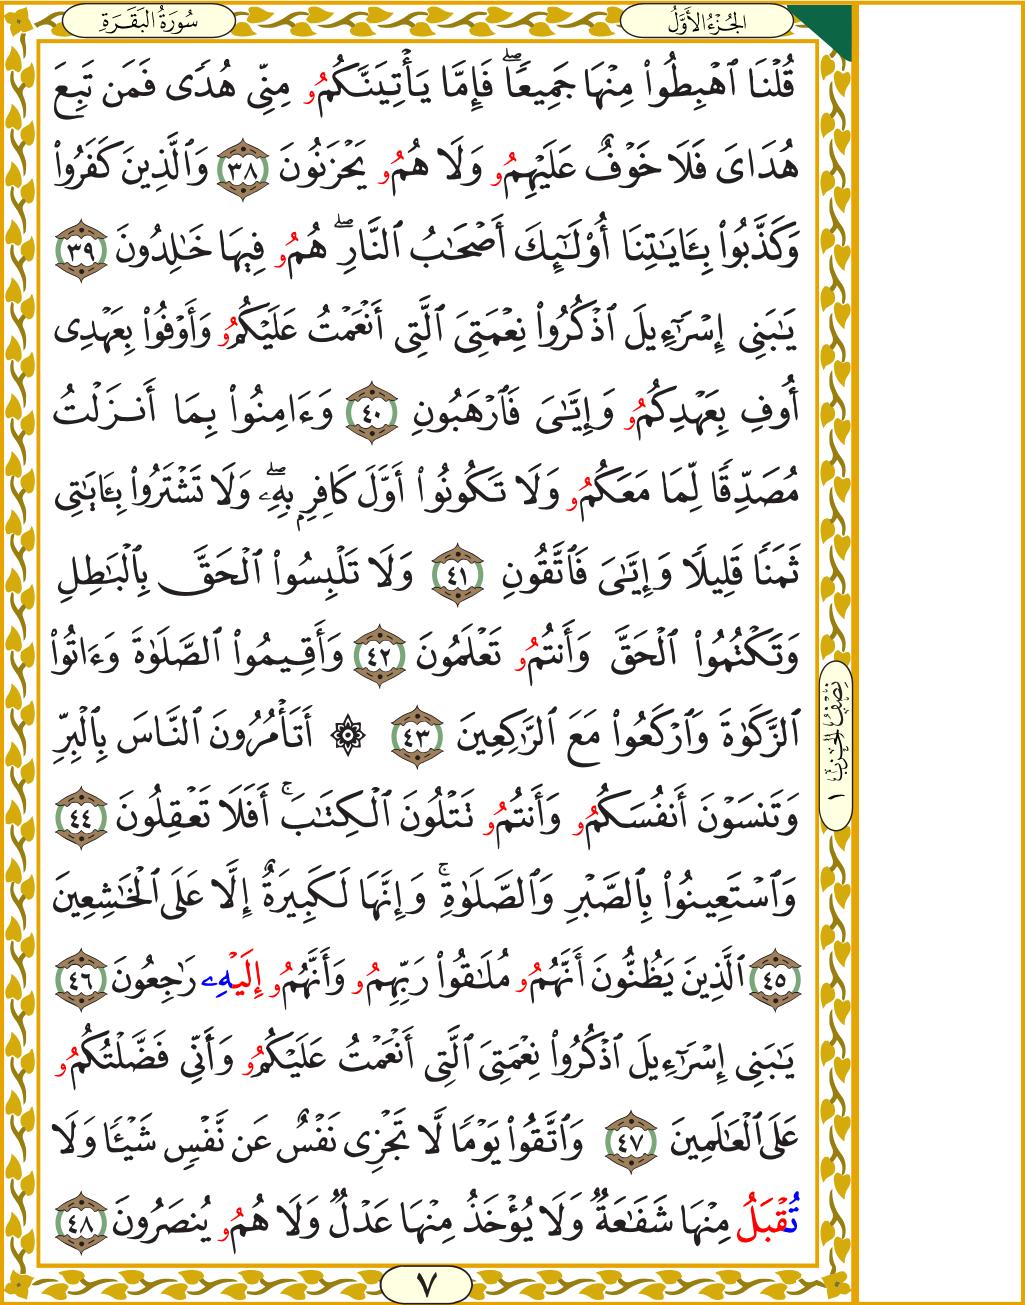 سُورَةُ البَقَرَةِ
الجُزْءُ الأَوَّلُ
قُلْنَا ٱهْبِطُوا۟ مِنْهَا جَمِيعًاۖ فَإِمَّا يَأْتِيَنَّكُمُۥ مِنِّى هُدًى فَمَن تَبِعَ
هُدَاىَ فَلَا خَوْفٌ عَلَيْهِمُۥ وَلَا هُمُۥ يَحْزَنُونَ ٣٨ وَٱلَّذِينَ كَفَرُوا۟
وَكَذَّبُوا۟ بِـَٔايَـٰتِنَا أُو۟لَـٰٓئِكَ أَصْحَـٰبُ ٱلنَّارِۖ هُمُۥ فِيهَا خَـٰلِدُونَ ٣٩
يَـٰبَنِى إِسْرَٰٓءِيلَ ٱذْكُرُوا۟ نِعْمَتِىَ ٱلَّتِى أَنْعَمْتُ عَلَيْكُمُۥ وَأَوْفُوا۟ بِعَهْدِى
أُوفِ بِعَهْدِكُمُۥ وَإِيَّـٰىَ فَٱرْهَبُونِ ٤٠ وَءَامِنُوا۟ بِمَا أَنزَلْتُ
مُصَدِّقًا لِّمَا مَعَكُمُۥ وَلَا تَكُونُوا۟ أَوَّلَ كَافِرٍۭ بِهِۦۖ وَلَا تَشْتَرُوا۟ بِـَٔايَـٰتِى
ثَمَنًا قَلِيلًا وَإِيَّـٰىَ فَٱتَّقُونِ ٤١ وَلَا تَلْبِسُوا۟ ٱلْحَقَّ بِٱلْبَـٰطِلِ
وَتَكْتُمُوا۟ ٱلْحَقَّ وَأَنتُمُۥ تَعْلَمُونَ ٤٢ وَأَقِيمُوا۟ ٱلصَّلَوٰةَ وَءَاتُوا۟
ٱلزَّكَوٰةَ وَٱرْكَعُوا۟ مَعَ ٱلرَّٰكِعِينَ ٤٣ ۞ أَتَأْمُرُونَ ٱلنَّاسَ بِٱلْبِرِّ
وَتَنسَوْنَ أَنفُسَكُمُۥ وَأَنتُمُۥ تَتْلُونَ ٱلْكِتَـٰبَۚ أَفَلَا تَعْقِلُونَ ٤٤
وَٱسْتَعِينُوا۟ بِٱلصَّبْرِ وَٱلصَّلَوٰةِۚ وَإِنَّهَا لَكَبِيرَةٌ إِلَّا عَلَى ٱلْخَـٰشِعِينَ
٤٥ ٱلَّذِينَ يَظُنُّونَ أَنَّهُمُۥ مُلَـٰقُوا۟ رَبِّهِمُۥ وَأَنَّهُمُۥ إِلَيْهِۦ رَٰجِعُونَ ٤٦
يَـٰبَنِى إِسْرَٰٓءِيلَ ٱذْكُرُوا۟ نِعْمَتِىَ ٱلَّتِى أَنْعَمْتُ عَلَيْكُمُۥ وَأَنِّى فَضَّلْتُكُمُۥ
عَلَى ٱلْعَـٰلَمِينَ ٤٧ وَٱتَّقُوا۟ يَوْمًا لَّا تَجْزِى نَفْسٌ عَن نَّفْسٍ شَيْـًٔا وَلَا
تُقْبَلُ مِنْهَا شَفَـٰعَةٌ وَلَا يُؤْخَذُ مِنْهَا عَدْلٌ وَلَا هُمُۥ يُنصَرُونَ ٤٨
نِصْفُ الحِزْبِ ١
٧